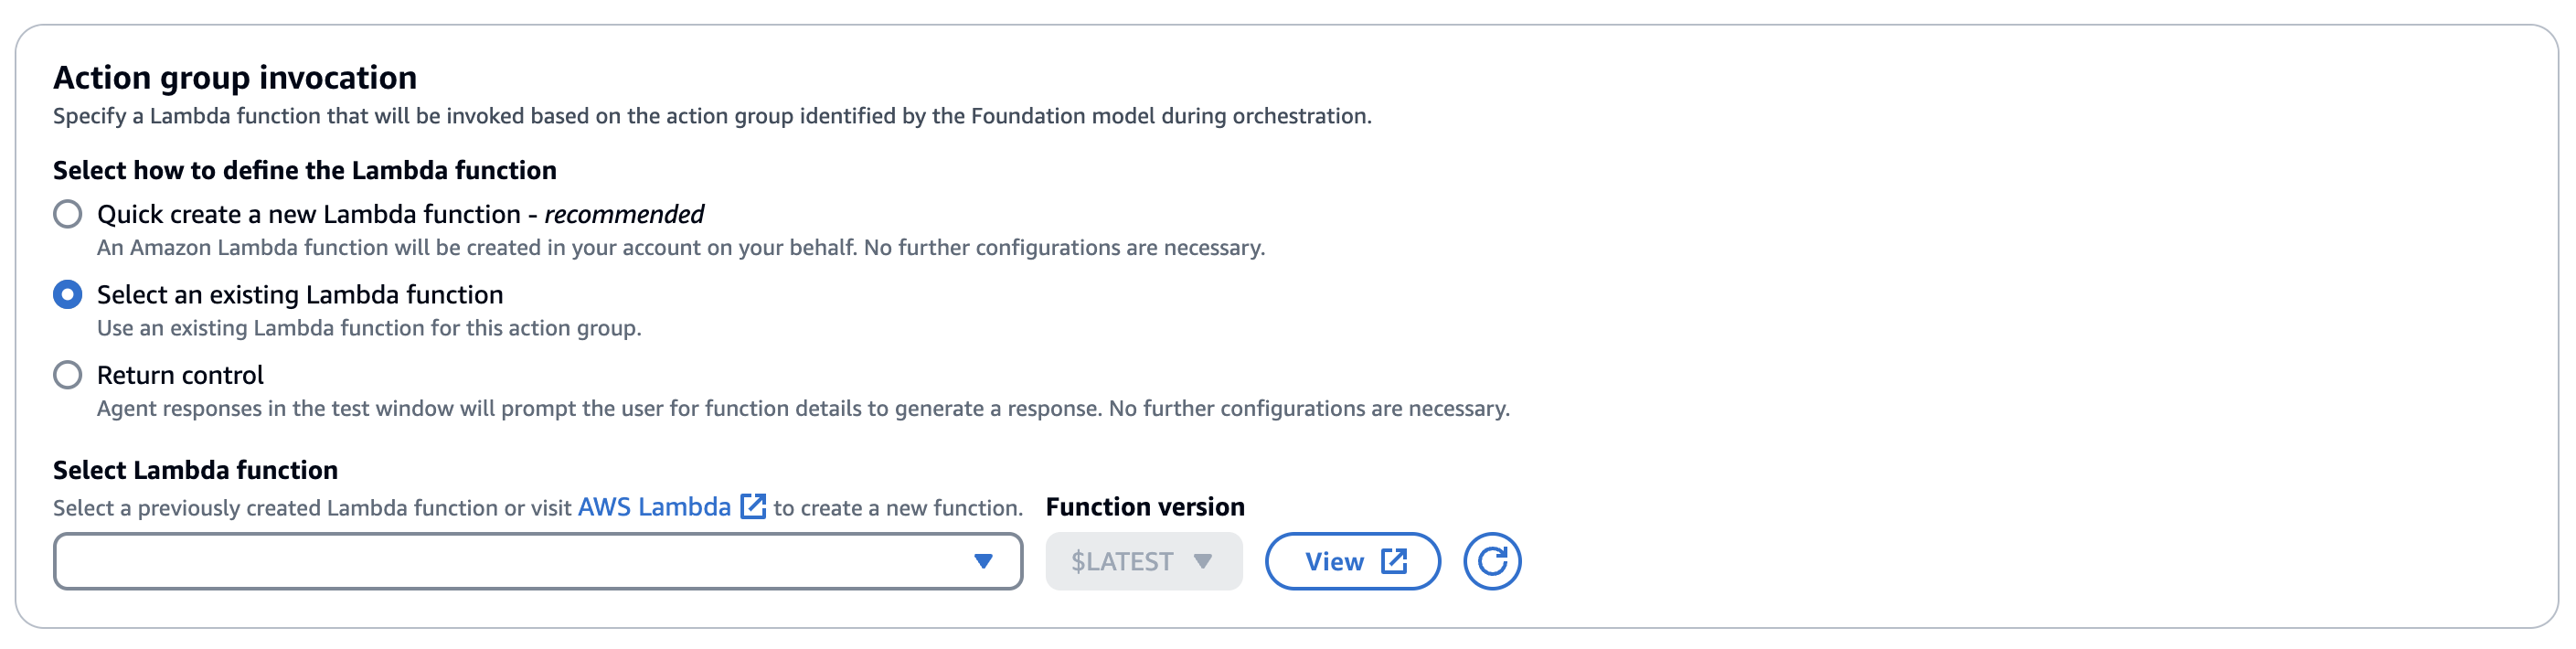 Action group invocation
Specify a Lambda function that will be invoked based on the action group identified by the Foundation model during orchestration.
Select how to define the Lambda function
Quick create a new Lambda function - recommended
An Amazon Lambda function will be created in your account on your behalf. No further configurations are necessary.
Select an existing Lambda function
Use an existing Lambda function for this action group.
Return control
Agent responses in the test window will prompt the user for function details to generate a response. No further configurations are necessary.
Select Lambda function
Select a previously created Lambda function or visit AWS Lambda to create a new function.
Function version
$LATEST
View